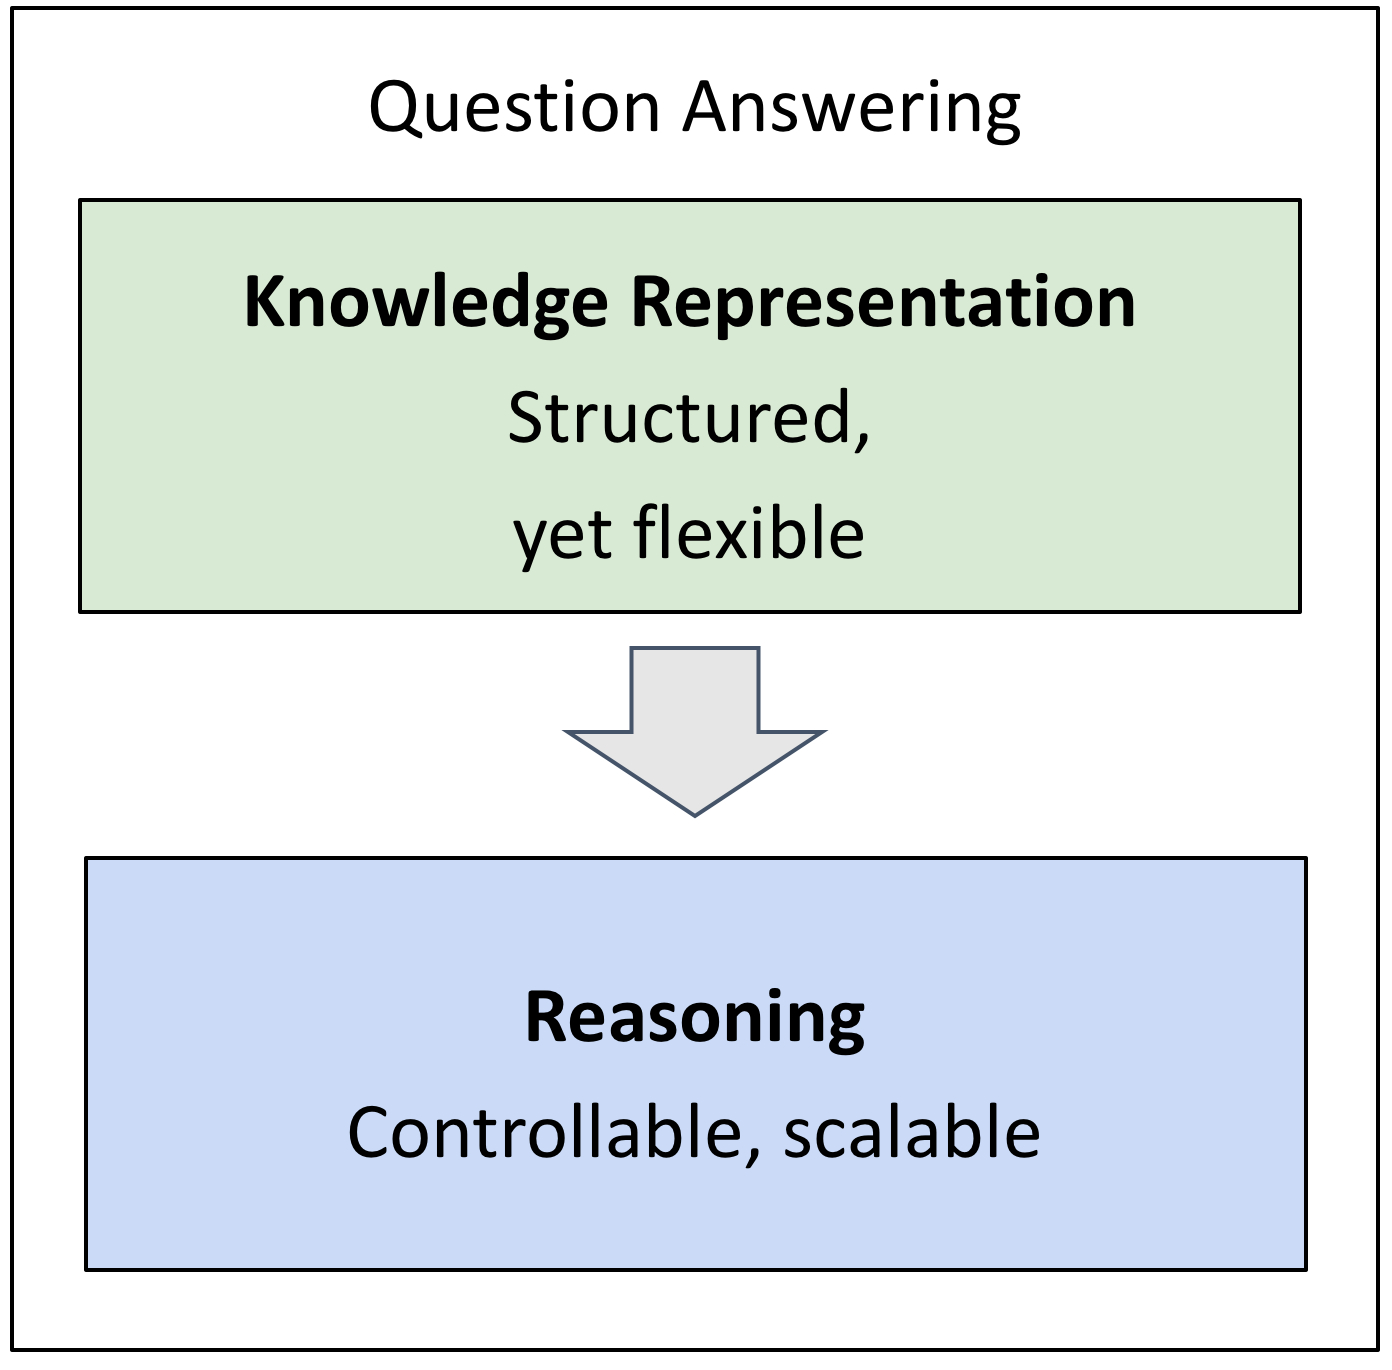 Question Answering
Knowledge Representation
Structured,
yet flexible
Reasoning
Controllable, scalable